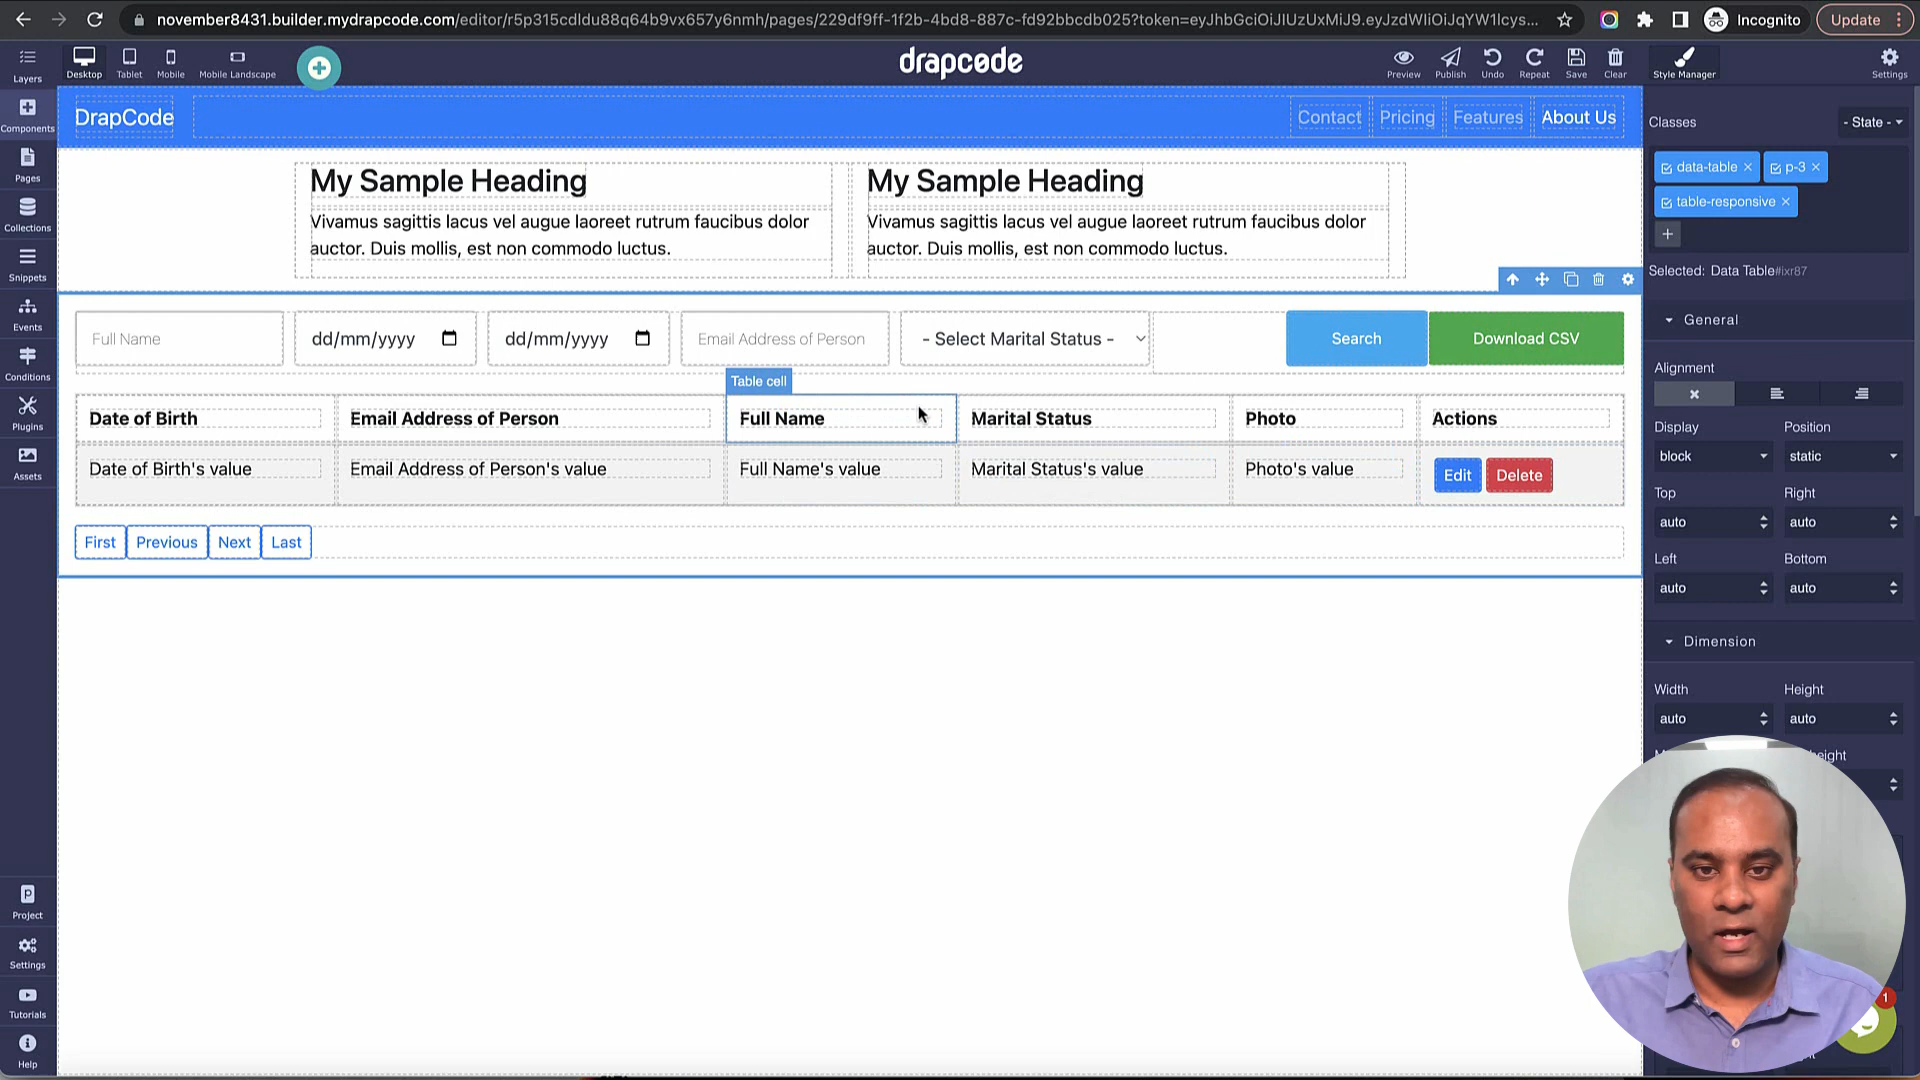 november8431.builder.mydrapcode.com/editor/r5p315cdldu88q64b9vx657y6nmh/pages/229df9ff-1f2b-4bd8-887c-fd92bbcdb025?token=eyJhbGciOiJIUzUxMiJ9.eyJzdWIiOiJqYW1lcys...
Incognito
Update
Layers
Desktop
Tablet
Mobile
Mobile Landscape
drapcode
Preview
Publish
Undo
Repeat
Save
Clear
Style Manager
Settings
Components
Pages
Collections
Snippets
Events
Conditions
Plugins
Assets
Project
Settings
Tutorials
Help
DrapCode
Contact
Pricing
Features
About Us
My Sample Heading
Vivamus sagittis lacus vel augue laoreet rutrum faucibus dolor
auctor. Duis mollis, est non commodo luctus.
My Sample Heading
Vivamus sagittis lacus vel augue laoreet rutrum faucibus dolor
auctor. Duis mollis, est non commodo luctus.
Full Name
dd/mm/yyyy
dd/mm/yyyy
Email Address of Person
- Select Marital Status -
Search
Download CSV
Table cell
Date of Birth
Email Address of Person
Full Name
Marital Status
Photo
Actions
Date of Birth's value
Email Address of Person's value
Full Name's value
Marital Status's value
Photo's value
Edit
Delete
First
Previous
Next
Last
Classes
- State -
data-table
p-3
table-responsive
Selected: Data Table#ixr87
General
Alignment
Display
Position
block
static
Top
Right
auto
auto
Left
Bottom
auto
auto
Dimension
Width
Height
auto
auto
1